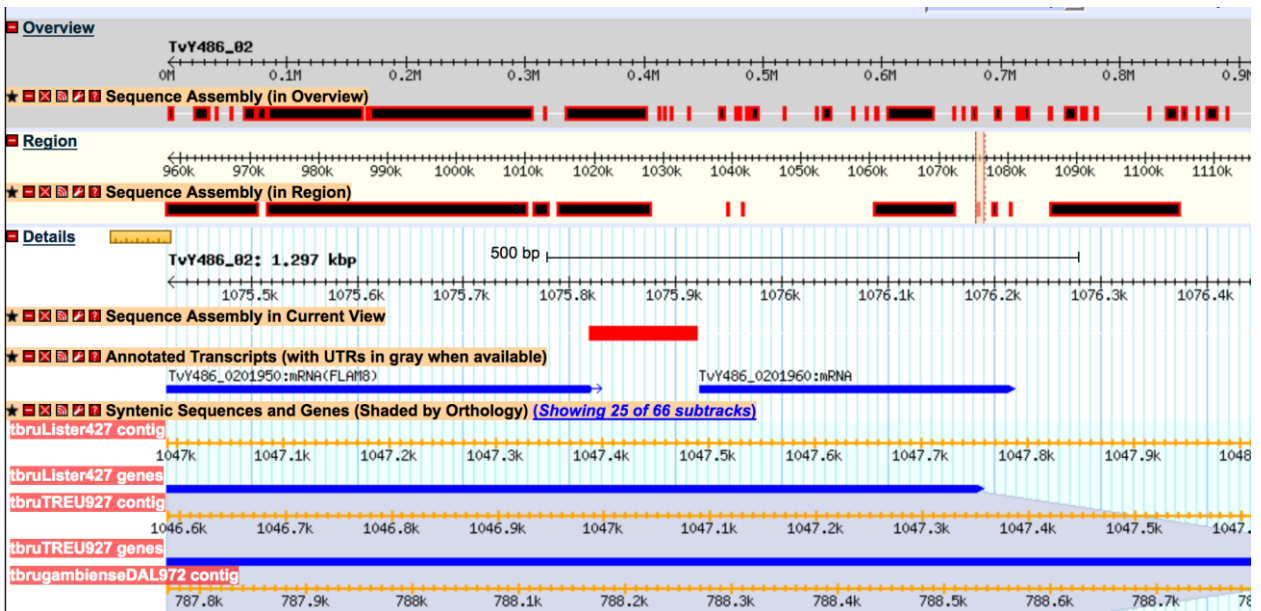 Overview
TvY486_02
0M 0.1M 0.2M 0.3M 0.4M 0.5M 0.6M 0.7M 0.8M 0.9M
Sequence Assembly (in Overview)
Region
960k 970k 980k 990k 1000k 1010k 1020k 1030k 1040k 1050k 1060k 1070k 1080k 1090k 1100k 1110k
Sequence Assembly (in Region)
Details
500 bp
TvY486_02: 1.297 kbp
1075.5k 1075.6k 1075.7k 1075.8k 1075.9k 1076k 1076.1k 1076.2k 1076.3k 1076.4k
Sequence Assembly in Current View
Annotated Transcripts (with UTRs in gray when available)
TvY486_0201950:mRNA(FLAM8) TvY486_0201960:mRNA
Syntenic Sequences and Genes (Shaded by Orthology) (Showing 25 of 66 subtracks)
tbruLister427 contig
1047k 1047.1k 1047.2k 1047.3k 1047.4k 1047.5k 1047.6k 1047.7k 1047.8k 1047.9k 1048
tbruLister427 genes
tbruTREU927 contig
1046.6k 1046.7k 1046.8k 1046.9k 1047k 1047.1k 1047.2k 1047.3k 1047.4k 1047.5k 1047.
tbruTREU927 genes
tbrugambienseDAL972 contig
787.8k 787.9k 788k 788.1k 788.2k 788.3k 788.4k 788.5k 788.6k 788.7k 78